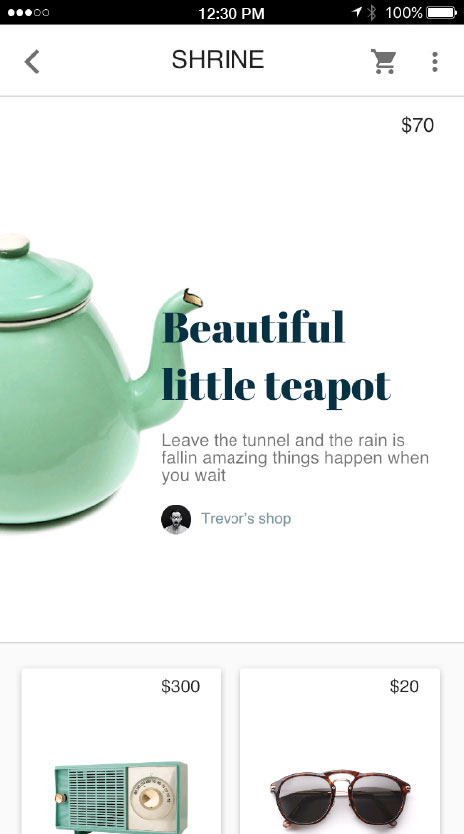 12:30 PM
100%
SHRINE
$70
Beautiful
little teapot
Leave the tunnel and the rain is
fallin amazing things happen when
you wait
Trevor's shop
$300
$20